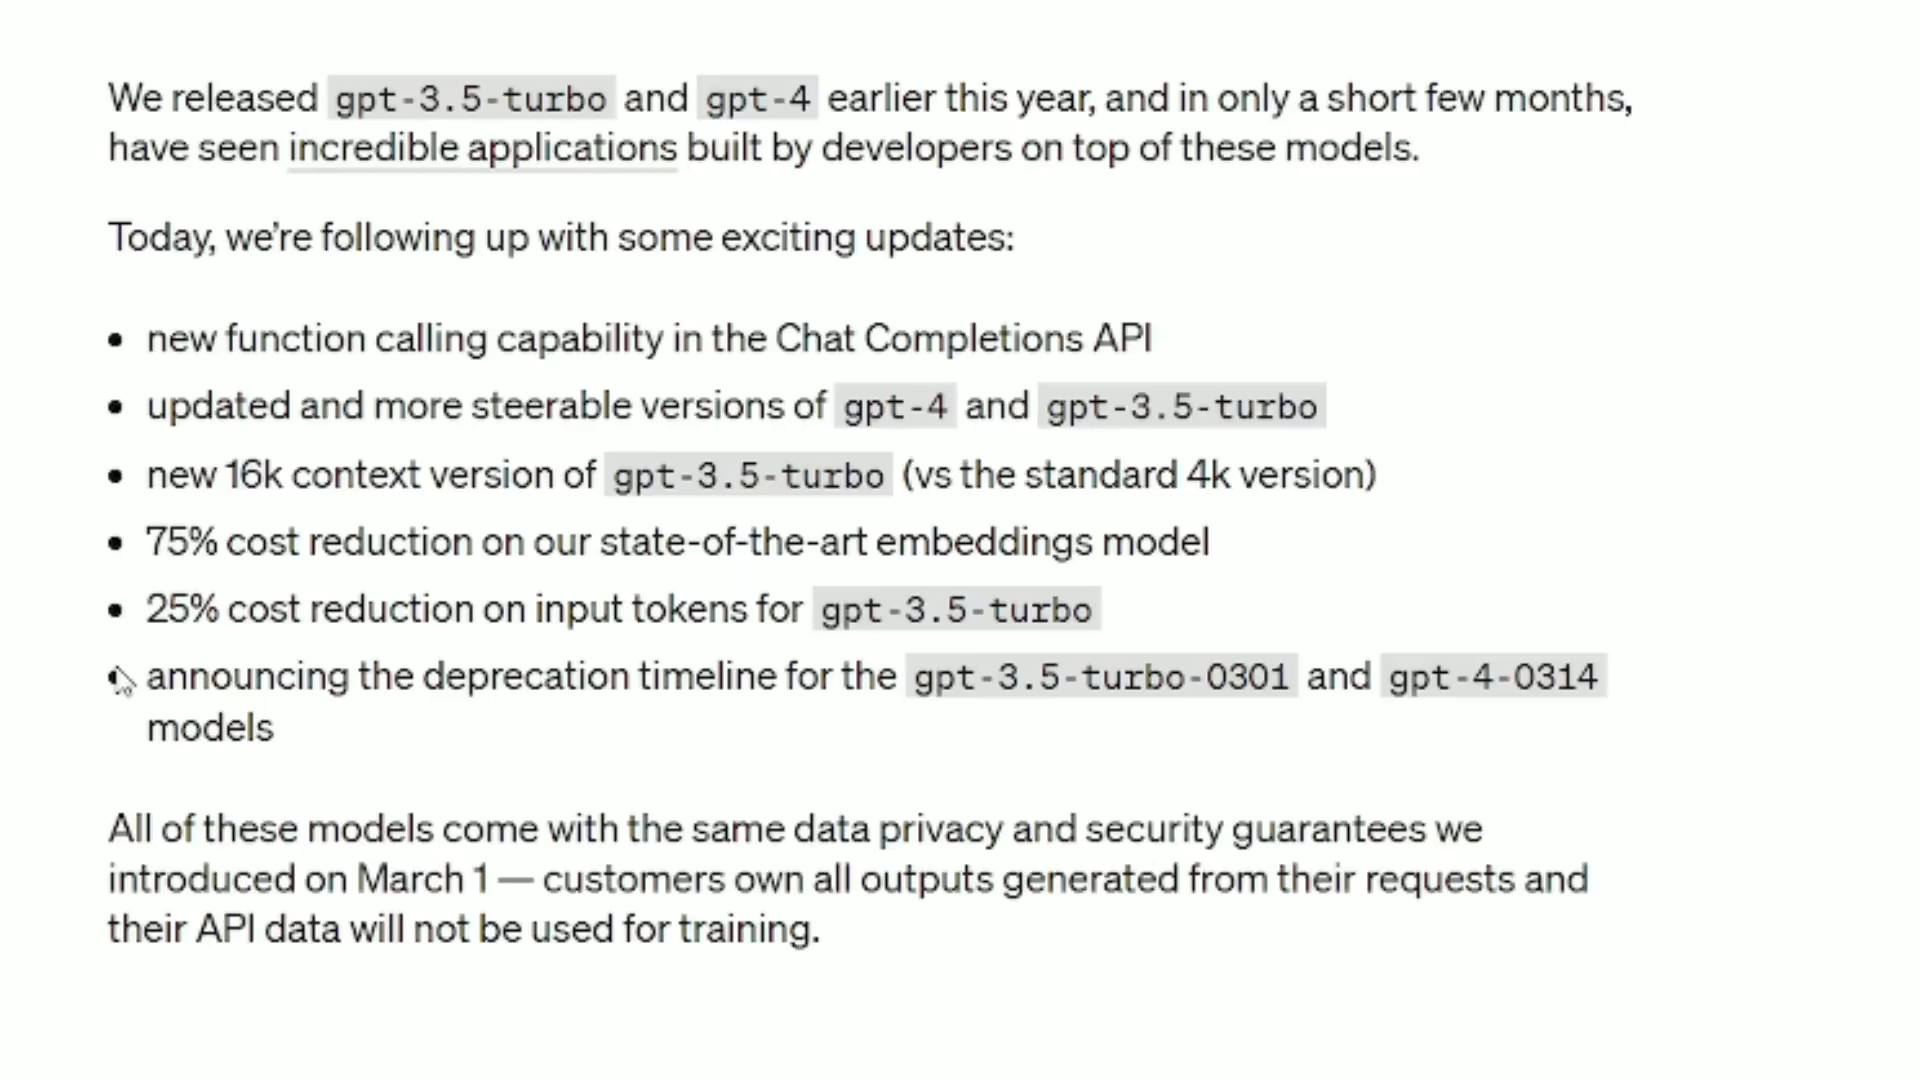 We released gpt-3.5-turbo and gpt-4 earlier this year, and in only a short few months,
have seen incredible applications built by developers on top of these models.
Today, we're following up with some exciting updates:
• new function calling capability in the Chat Completions API
• updated and more steerable versions of gpt-4 and gpt-3.5-turbo
• new 16k context version of gpt-3.5-turbo (vs the standard 4k version)
• 75% cost reduction on our state-of-the-art embeddings model
• 25% cost reduction on input tokens for gpt-3.5-turbo
• announcing the deprecation timeline for the gpt-3.5-turbo-0301 and gpt-4-0314
models
All of these models come with the same data privacy and security guarantees we
introduced on March 1 — customers own all outputs generated from their requests and
their API data will not be used for training.